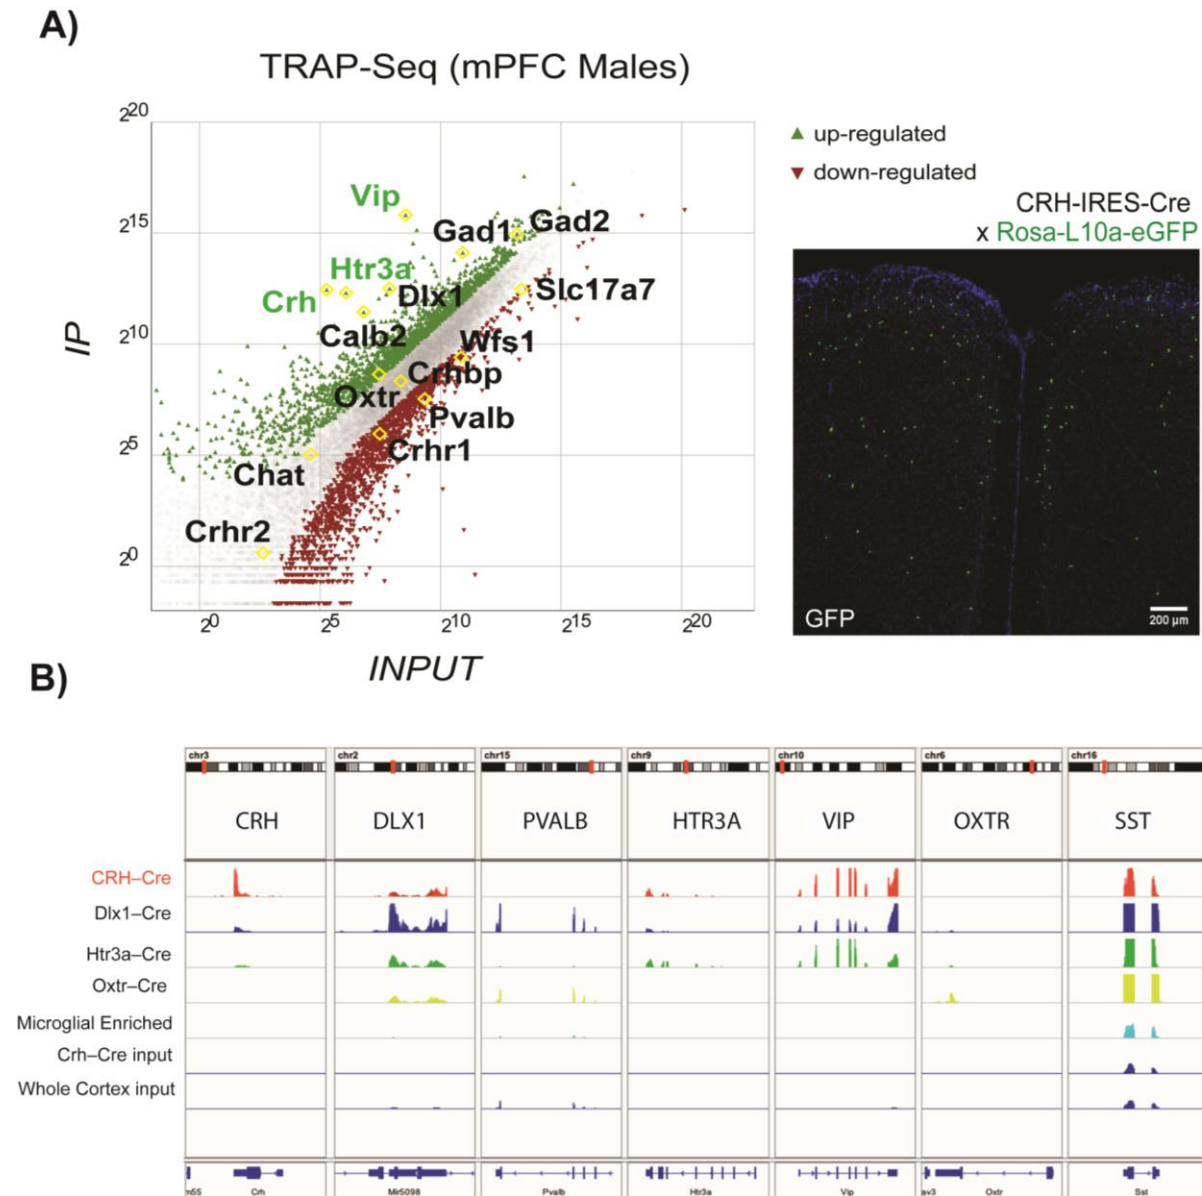 A)
TRAP-Seq (mPFC Males)
2^20
2^15
2^10
2^5
2^0
IP
Vip
Gad1
Gad2
Htr3a
Crh
Dlx1
Slc17a7
Calb2
Wfs1
Crhbp
Oxtr
Pvalb
Crhr1
Chat
Crhr2
2^0 2^5 2^10 2^15 2^20
INPUT
▲ up-regulated
▼ down-regulated
CRH-IRES-Cre
x Rosa-L10a-eGFP
GFP
200 µm
B)
chr3 chr2 chr15 chr9 chr10 chr6 chr16
CRH DLX1 PVALB HTR3A VIP OXTR SST
CRH–Cre
Dlx1–Cre
Htr3a–Cre
Oxtr–Cre
Microglial Enriched
Crh–Cre input
Whole Cortex input
m55 Crh Mir5098 Pvalb Htr3a Vip av3 Oxtr Sst